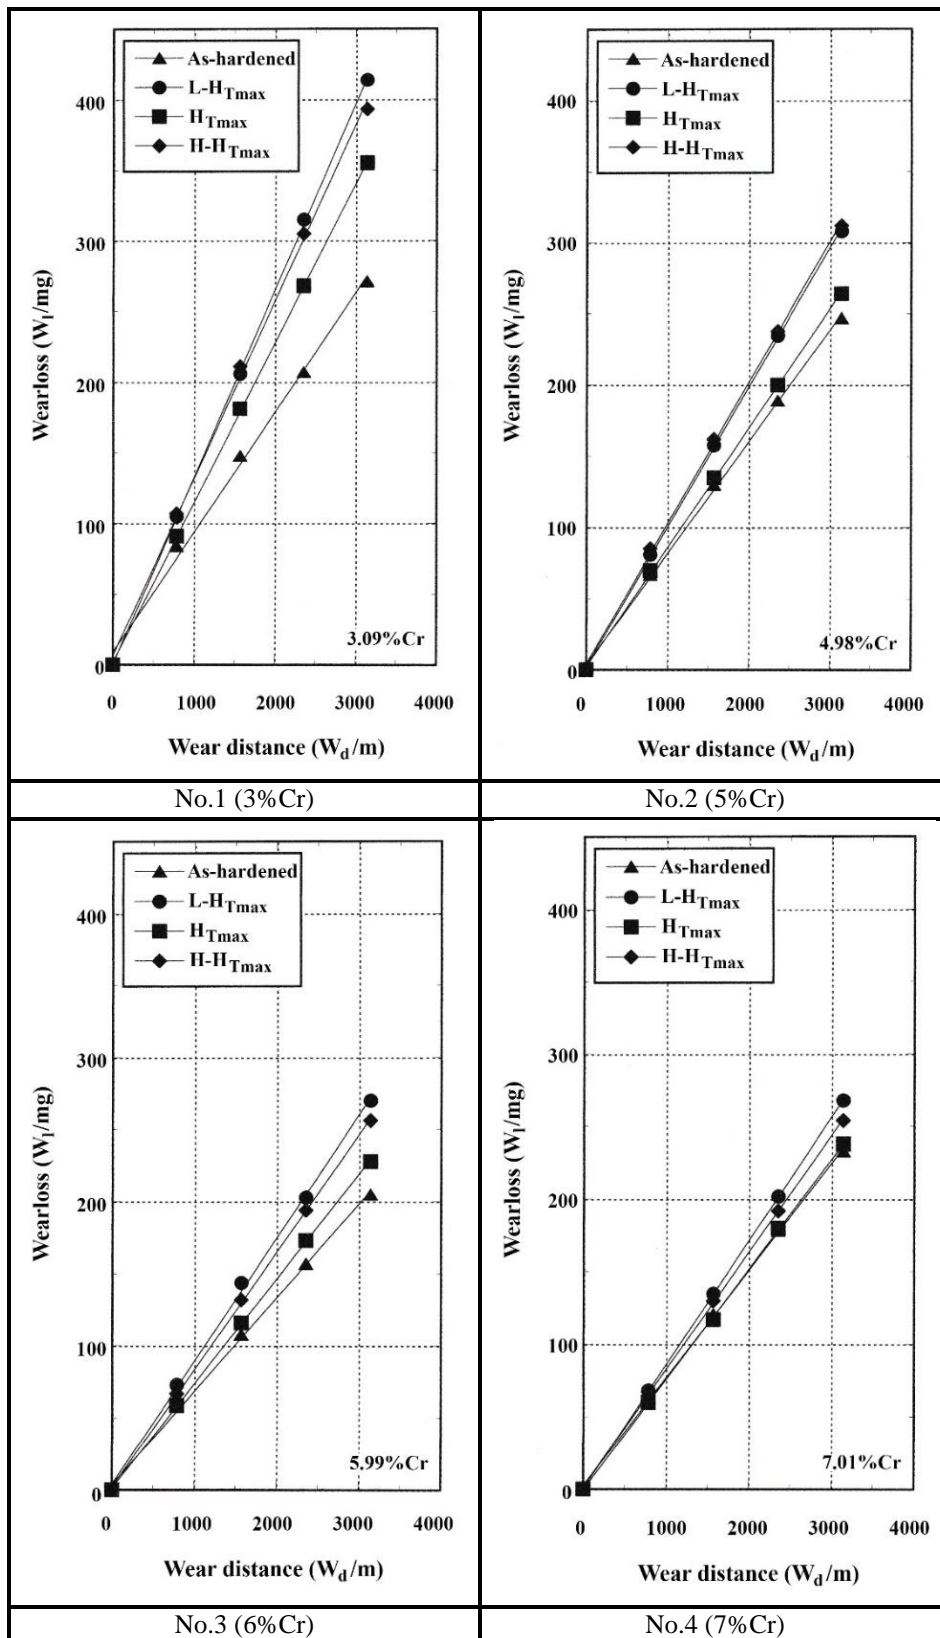 As-hardened
L-HTmax
HTmax
H-HTmax
400
300
200
100
0
Wearloss (Wl/mg)
3.09%Cr
0 1000 2000 3000 4000
Wear distance (Wd/m)
No.1 (3%Cr)
As-hardened
L-HTmax
HTmax
H-HTmax
400
300
200
100
0
Wearloss (Wl/mg)
4.98%Cr
0 1000 2000 3000 4000
Wear distance (Wd/m)
No.2 (5%Cr)
As-hardened
L-HTmax
HTmax
H-HTmax
400
300
200
100
0
Wearloss (Wl/mg)
5.99%Cr
0 1000 2000 3000 4000
Wear distance (Wd/m)
No.3 (6%Cr)
As-hardened
L-HTmax
HTmax
H-HTmax
400
300
200
100
0
Wearloss (Wl/mg)
7.01%Cr
0 1000 2000 3000 4000
Wear distance (Wd/m)
No.4 (7%Cr)